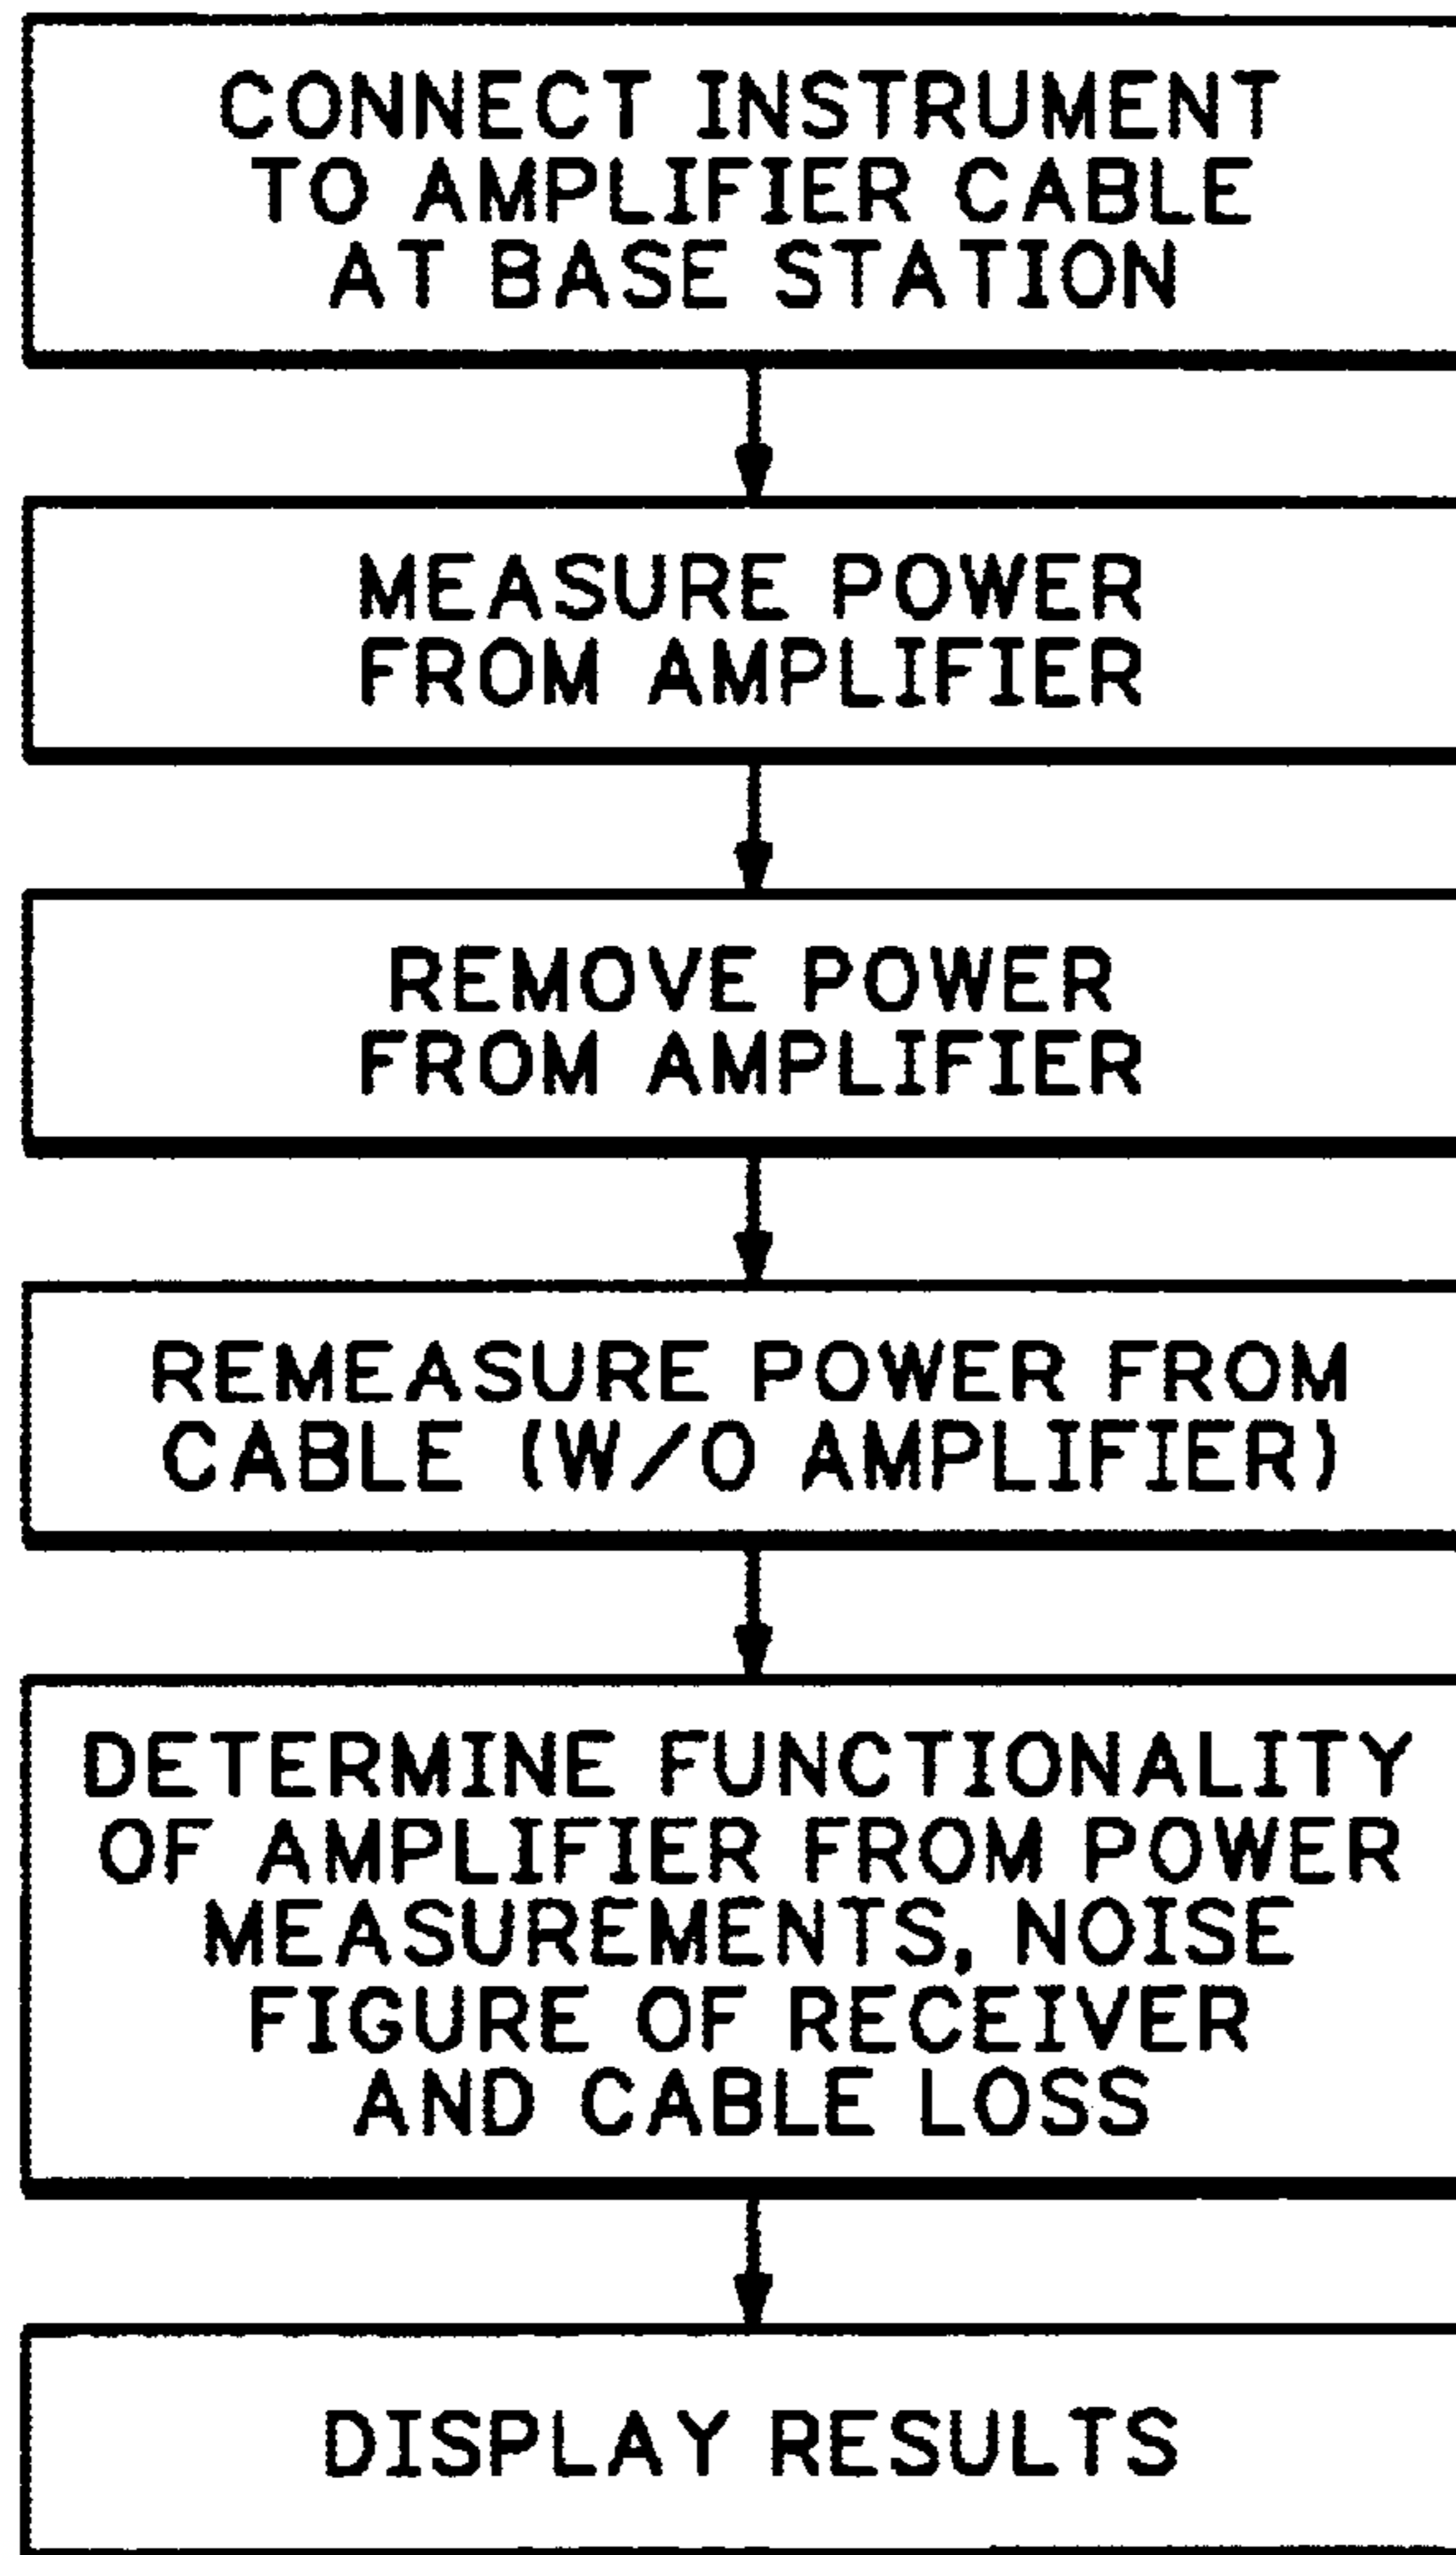 CONNECT INSTRUMENT
TO AMPLIFIER CABLE
AT BASE STATION
MEASURE POWER
FROM AMPLIFIER
REMOVE POWER
FROM AMPLIFIER
REMEASURE POWER FROM
CABLE (W/O AMPLIFIER)
DETERMINE FUNCTIONALITY
OF AMPLIFIER FROM POWER
MEASUREMENTS, NOISE
FIGURE OF RECEIVER
AND CABLE LOSS
DISPLAY RESULTS